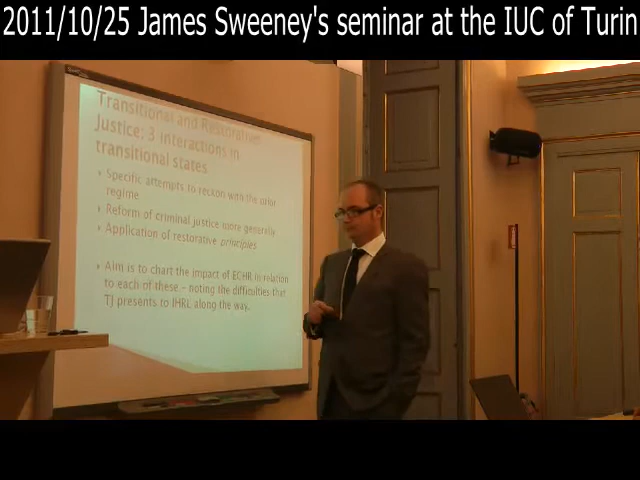 2011/10/25 James Sweeney's seminar at the IUC of Turin
Transitional and Restorative
Justice: 3 interactions in
transitional states
Specific attempts to reckon with the prior
regime
Reform of criminal justice more generally
Application of restorative principles
Aim is to chart the impact of ECHR in relation
to each of these – noting the difficulties that
TJ presents to IHRL along the way..